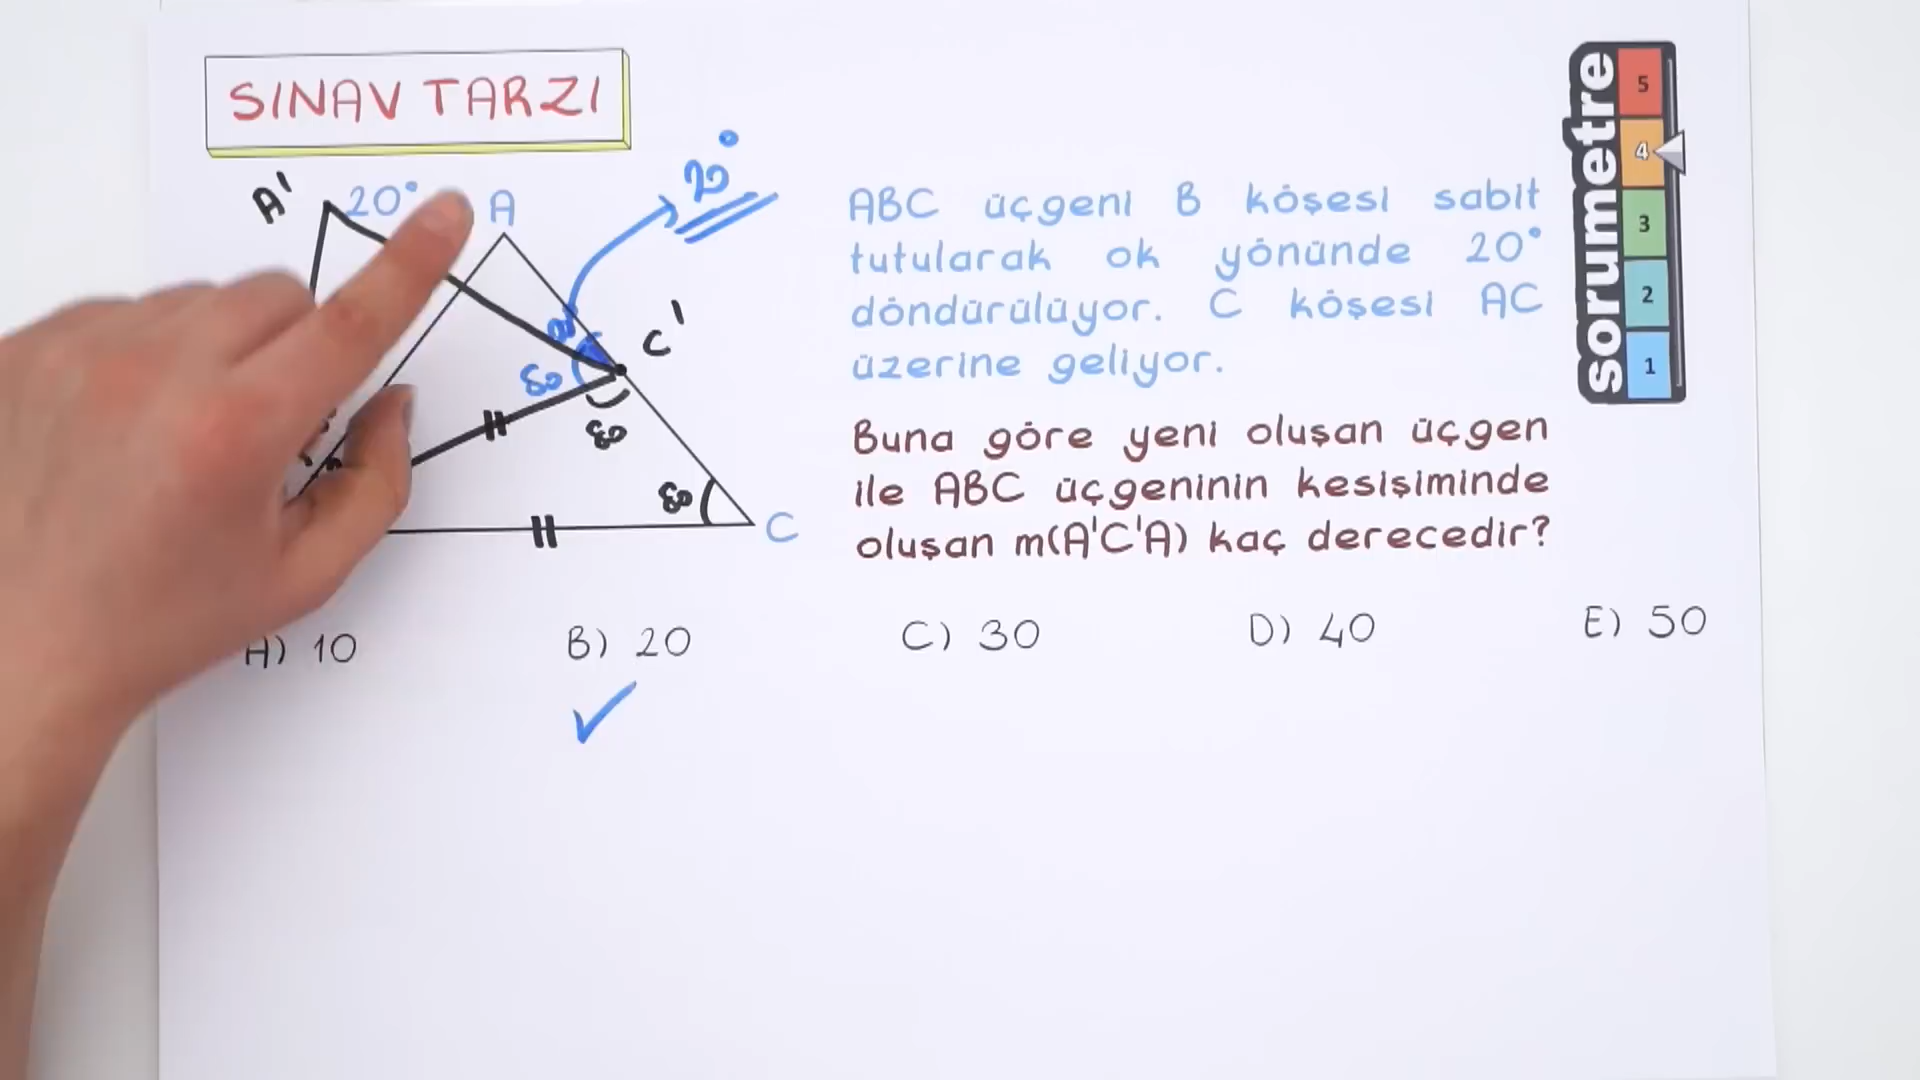 SINAV TARZI
A' 20° A
20°
C'
80
80
80
C
ABC üçgeni B köşesi sabit
tutularak ok yönünde 20°
döndürülüyor. C köşesi AC
üzerine geliyor.
Buna göre yeni oluşan üçgen
ile ABC üçgeninin kesişiminde
oluşan m(A'C'A) kaç derecedir?
A) 10 B) 20 C) 30 D) 40 E) 50
sorumetre
5
4
3
2
1